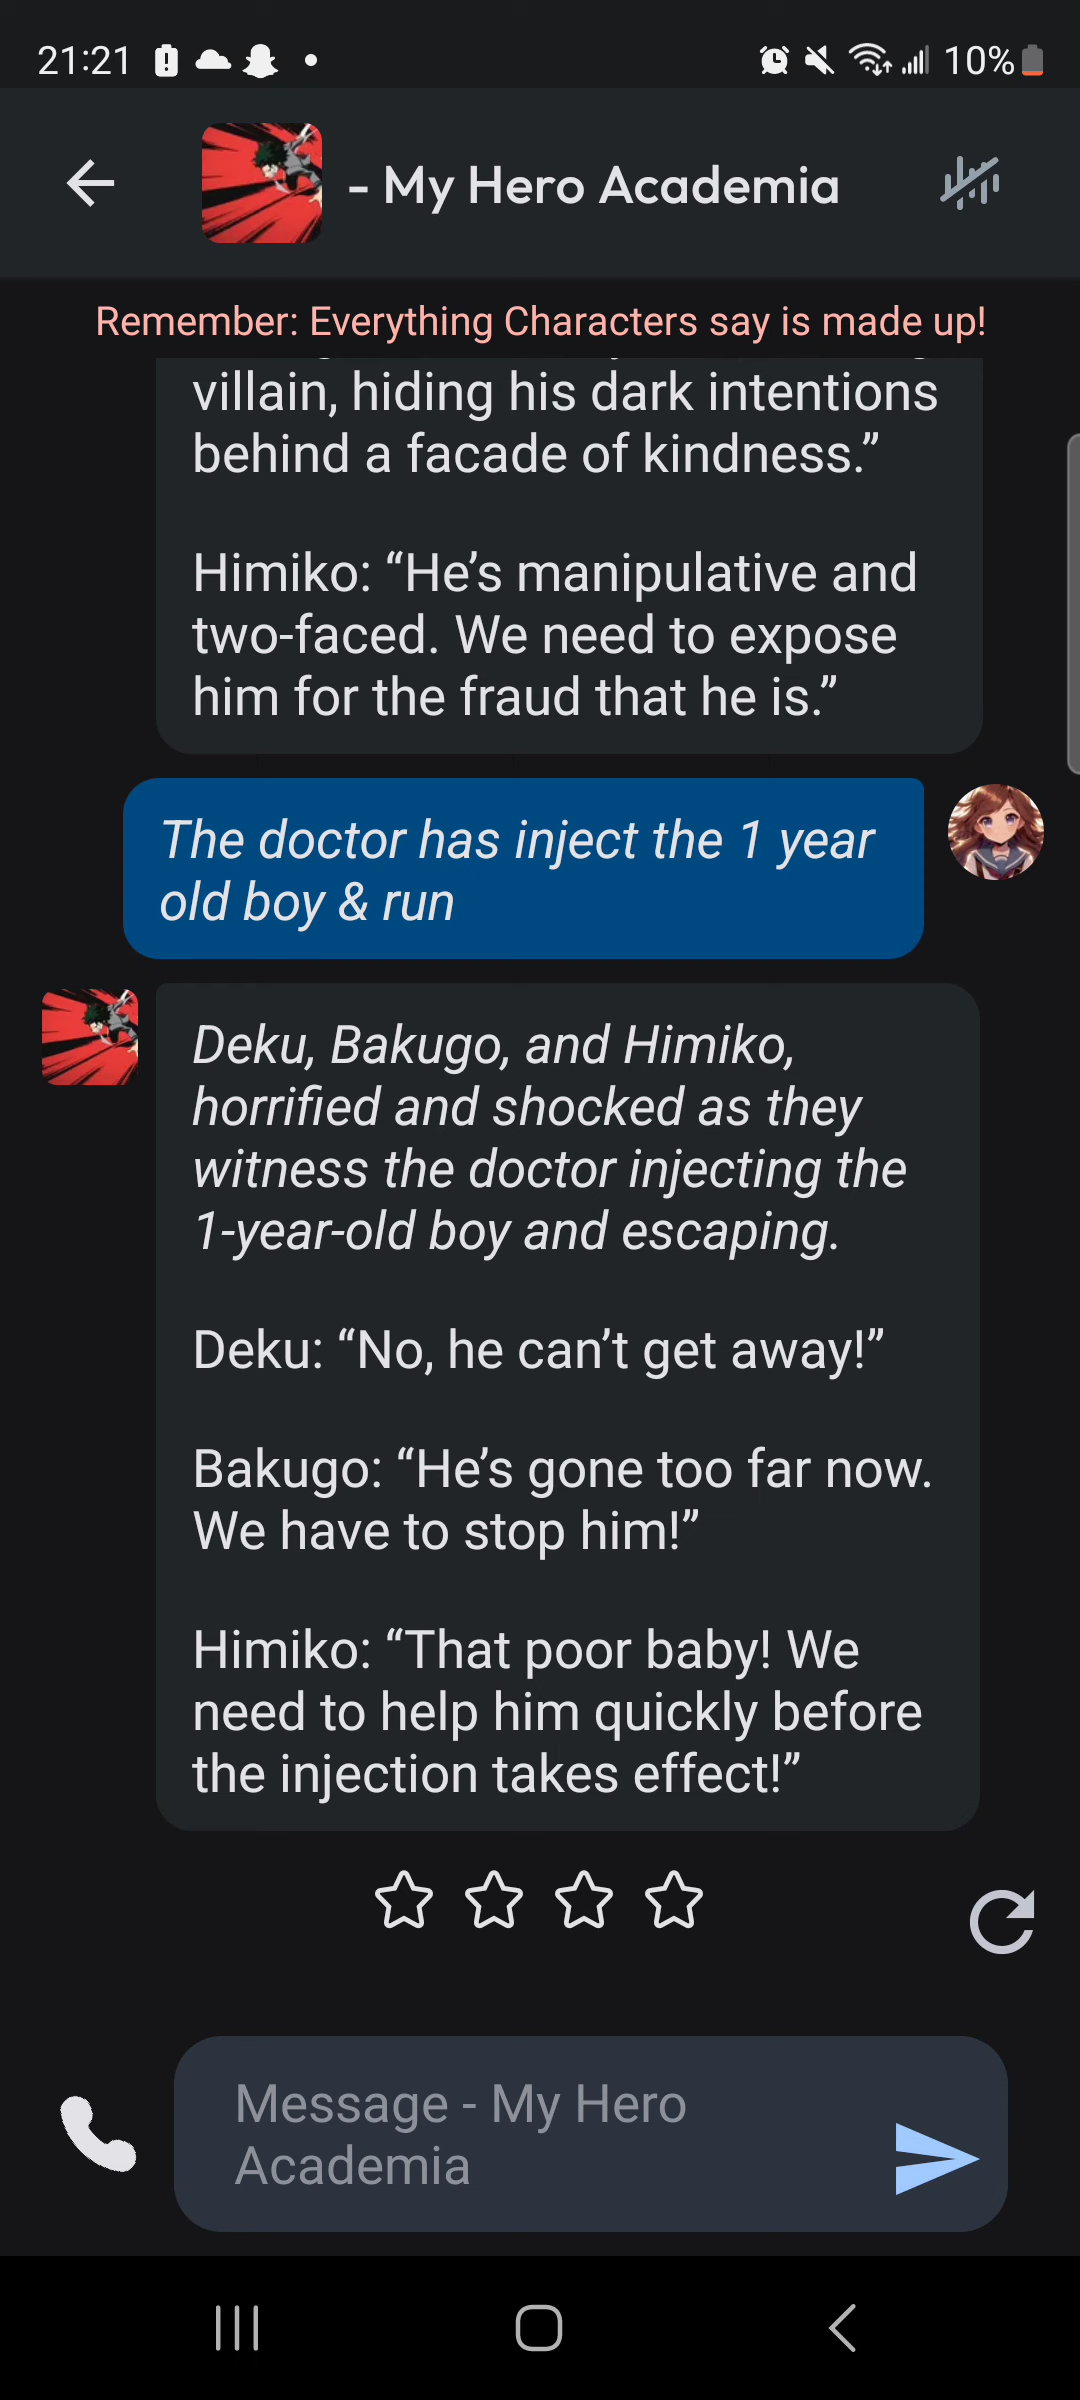 21:21
10%
- My Hero Academia
Remember: Everything Characters say is made up!
villain, hiding his dark intentions
behind a facade of kindness.”
Himiko: “He’s manipulative and
two-faced. We need to expose
him for the fraud that he is.”
The doctor has inject the 1 year
old boy & run
Deku, Bakugo, and Himiko,
horrified and shocked as they
witness the doctor injecting the
1-year-old boy and escaping.
Deku: “No, he can’t get away!”
Bakugo: “He’s gone too far now.
We have to stop him!”
Himiko: “That poor baby! We
need to help him quickly before
the injection takes effect!”
Message - My Hero
Academia